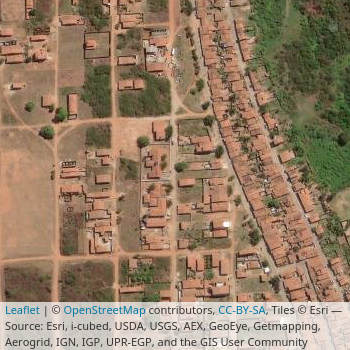 Leaflet | © OpenStreetMap contributors, CC-BY-SA, Tiles © Esri —
Source: Esri, i-cubed, USDA, USGS, AEX, GeoEye, Getmapping,
Aerogrid, IGN, IGP, UPR-EGP, and the GIS User Community